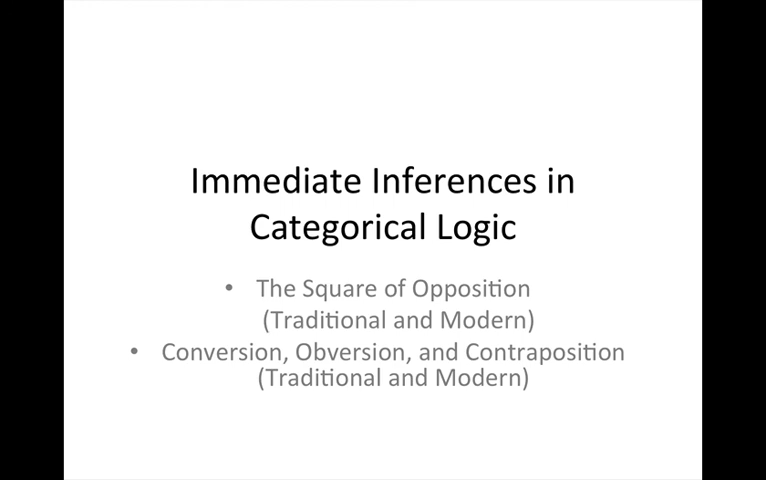 Immediate Inferences in
Categorical Logic
• The Square of Opposition
(Traditional and Modern)
• Conversion, Obversion, and Contraposition
(Traditional and Modern)